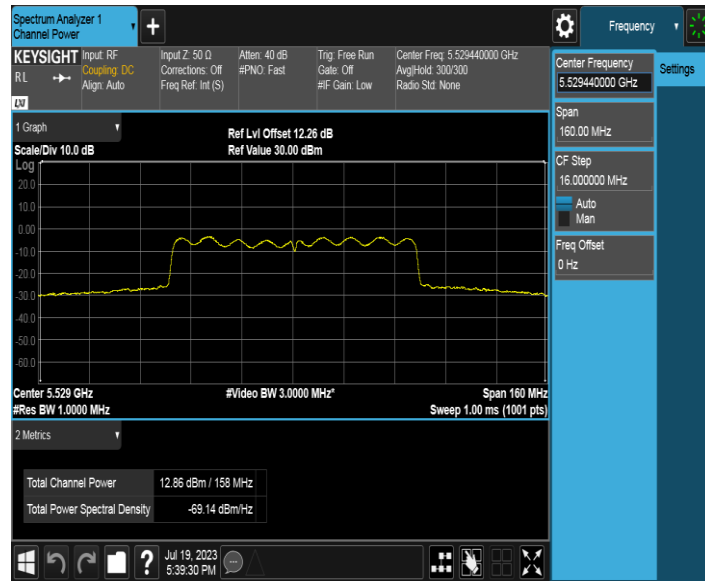 Spectrum Analyzer 1
Channel Power
+
Frequency
KEYSIGHT Input: RF Input Z: 50 Ω Atten: 40 dB Trig: Free Run Center Freq: 5.529440000 GHz
RL Coupling: DC Corrections: Off #PNO: Fast Gate: Off Avg|Hold: 300/300
Align: Auto Freq Ref: Int (S) #IF Gain: Low Radio Std: None
LXI
Center Frequency
5.529440000 GHz
Settings
Span
160.00 MHz
CF Step
16.000000 MHz
Auto
Man
Freq Offset
0 Hz
1 Graph
Ref Lvl Offset 12.26 dB
Scale/Div 10.0 dB Ref Value 30.00 dBm
Log
20.0
10.0
0.00
-10.0
-20.0
-30.0
-40.0
-50.0
-60.0
Center 5.529 GHz #Video BW 3.0000 MHz* Span 160 MHz
#Res BW 1.0000 MHz Sweep 1.00 ms (1001 pts)
2 Metrics
Total Channel Power 12.86 dBm / 158 MHz
Total Power Spectral Density -69.14 dBm/Hz
? Jul 19, 2023
5:39:30 PM